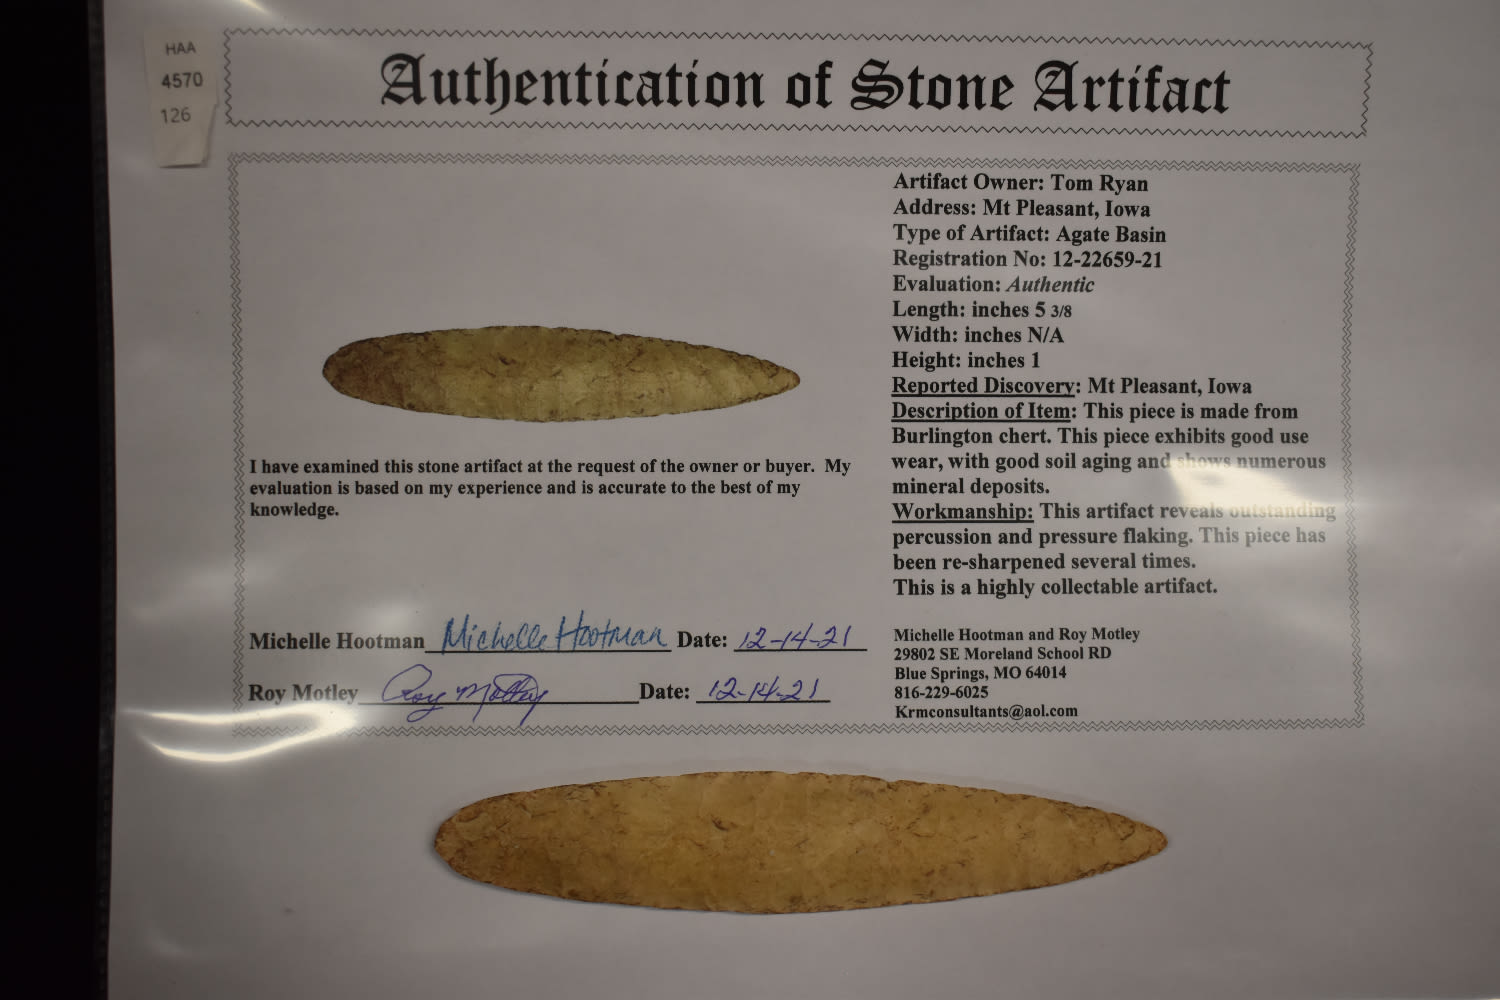 HAA
4570
126
Authentication of Stone Artifact
Artifact Owner: Tom Ryan
Address: Mt Pleasant, Iowa
Type of Artifact: Agate Basin
Registration No: 12-22659-21
Evaluation: Authentic
Length: inches 5 3/8
Width: inches N/A
Height: inches 1
Reported Discovery: Mt Pleasant, Iowa
Description of Item: This piece is made from
Burlington chert. This piece exhibits good use
wear, with good soil aging and shows numerous
mineral deposits.
Workmanship: This artifact reveals outstanding
percussion and pressure flaking. This piece has
been re-sharpened several times.
This is a highly collectable artifact.
I have examined this stone artifact at the request of the owner or buyer. My
evaluation is based on my experience and is accurate to the best of my
knowledge.
Michelle Hootman Michelle Hootman Date: 12-14-21
Roy Motley Roy Motley Date: 12-14-21
Michelle Hootman and Roy Motley
29802 SE Moreland School RD
Blue Springs, MO 64014
816-229-6025
Krmconsultants@aol.com